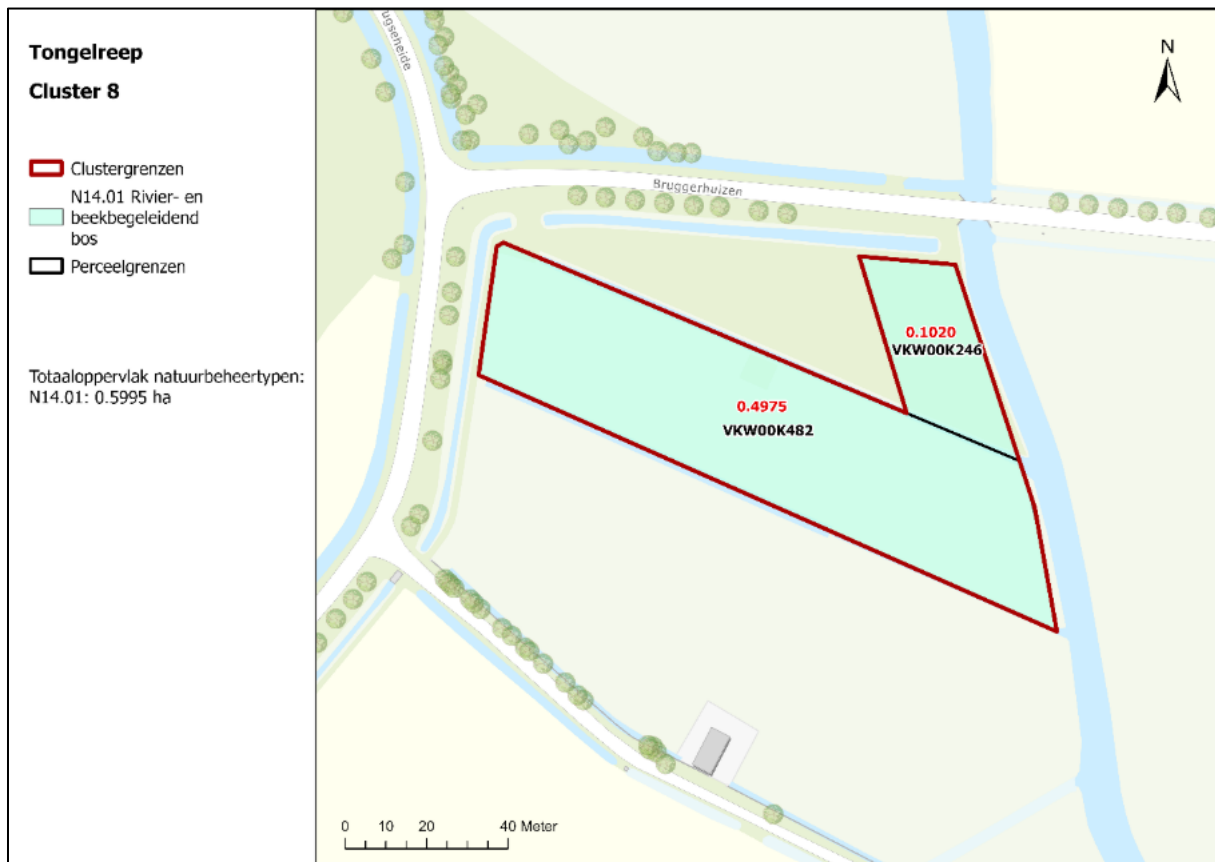 Tongelreep
Cluster 8
Clustergrenzen
N14.01 Rivier- en
beekbegeleidend
bos
Perceelgrenzen
Totaaloppervlak natuurbeheertypen:
N14.01: 0.5995 ha
N
Bruggerhuizen
0.1020
VKW00K246
0.4975
VKW00K482
0 10 20 40 Meter